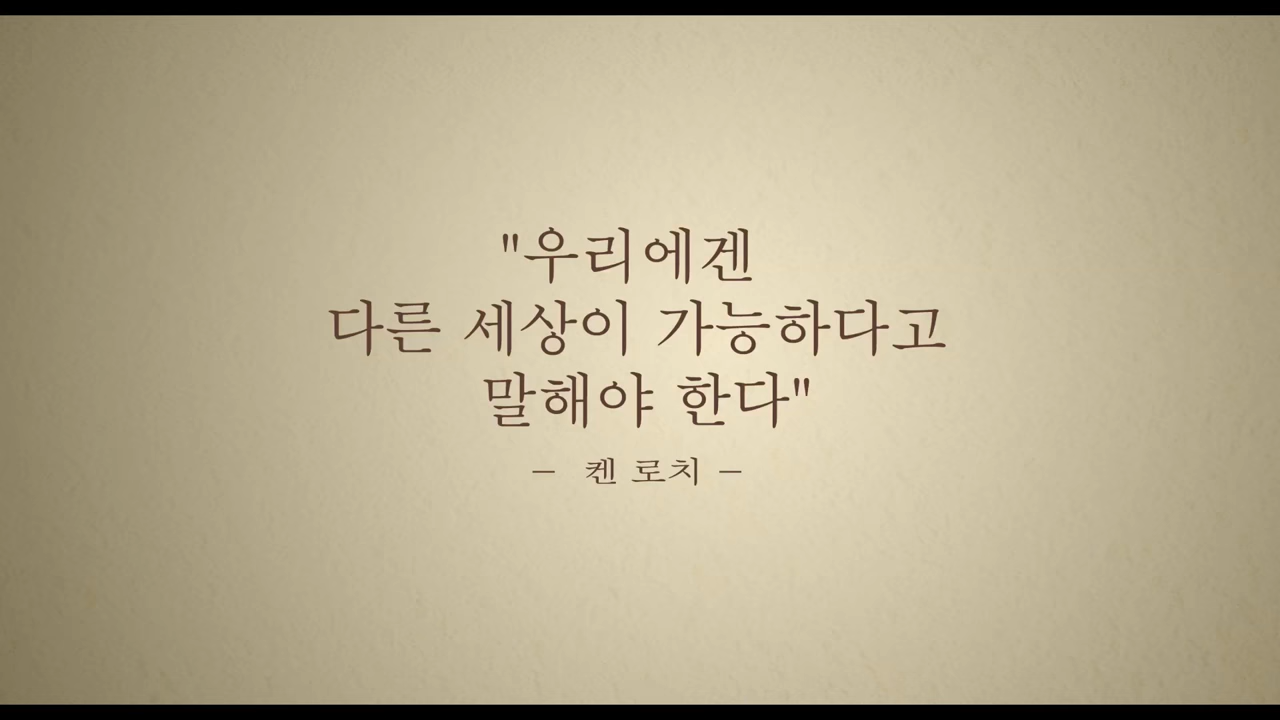 "우리에겐
다른 세상이 가능하다고
말해야 한다"
– 켄 로치 –